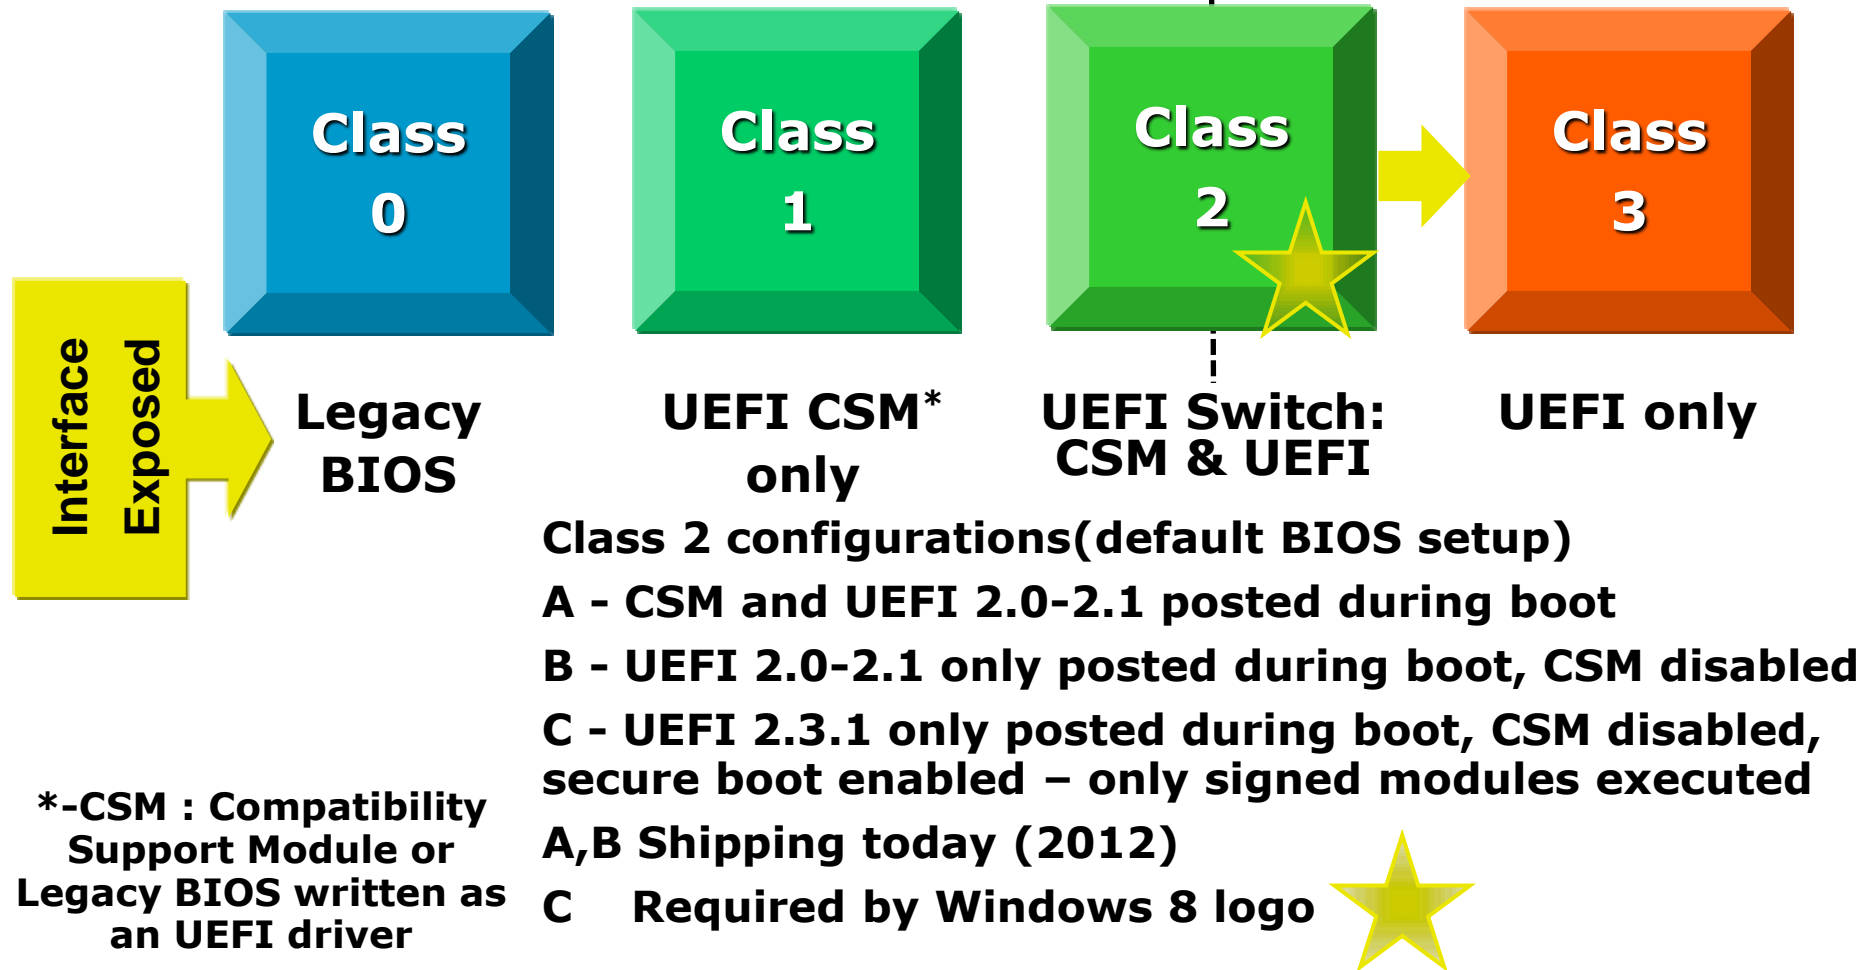 Class
0
Class
1
Class
2
Class
3
Interface
Exposed
Legacy
BIOS
UEFI CSM*
only
UEFI Switch:
CSM & UEFI
UEFI only
Class 2 configurations(default BIOS setup)
A - CSM and UEFI 2.0-2.1 posted during boot
B - UEFI 2.0-2.1 only posted during boot, CSM disabled
C - UEFI 2.3.1 only posted during boot, CSM disabled,
secure boot enabled – only signed modules executed
A,B Shipping today (2012)
C Required by Windows 8 logo
*-CSM : Compatibility
Support Module or
Legacy BIOS written as
an UEFI driver